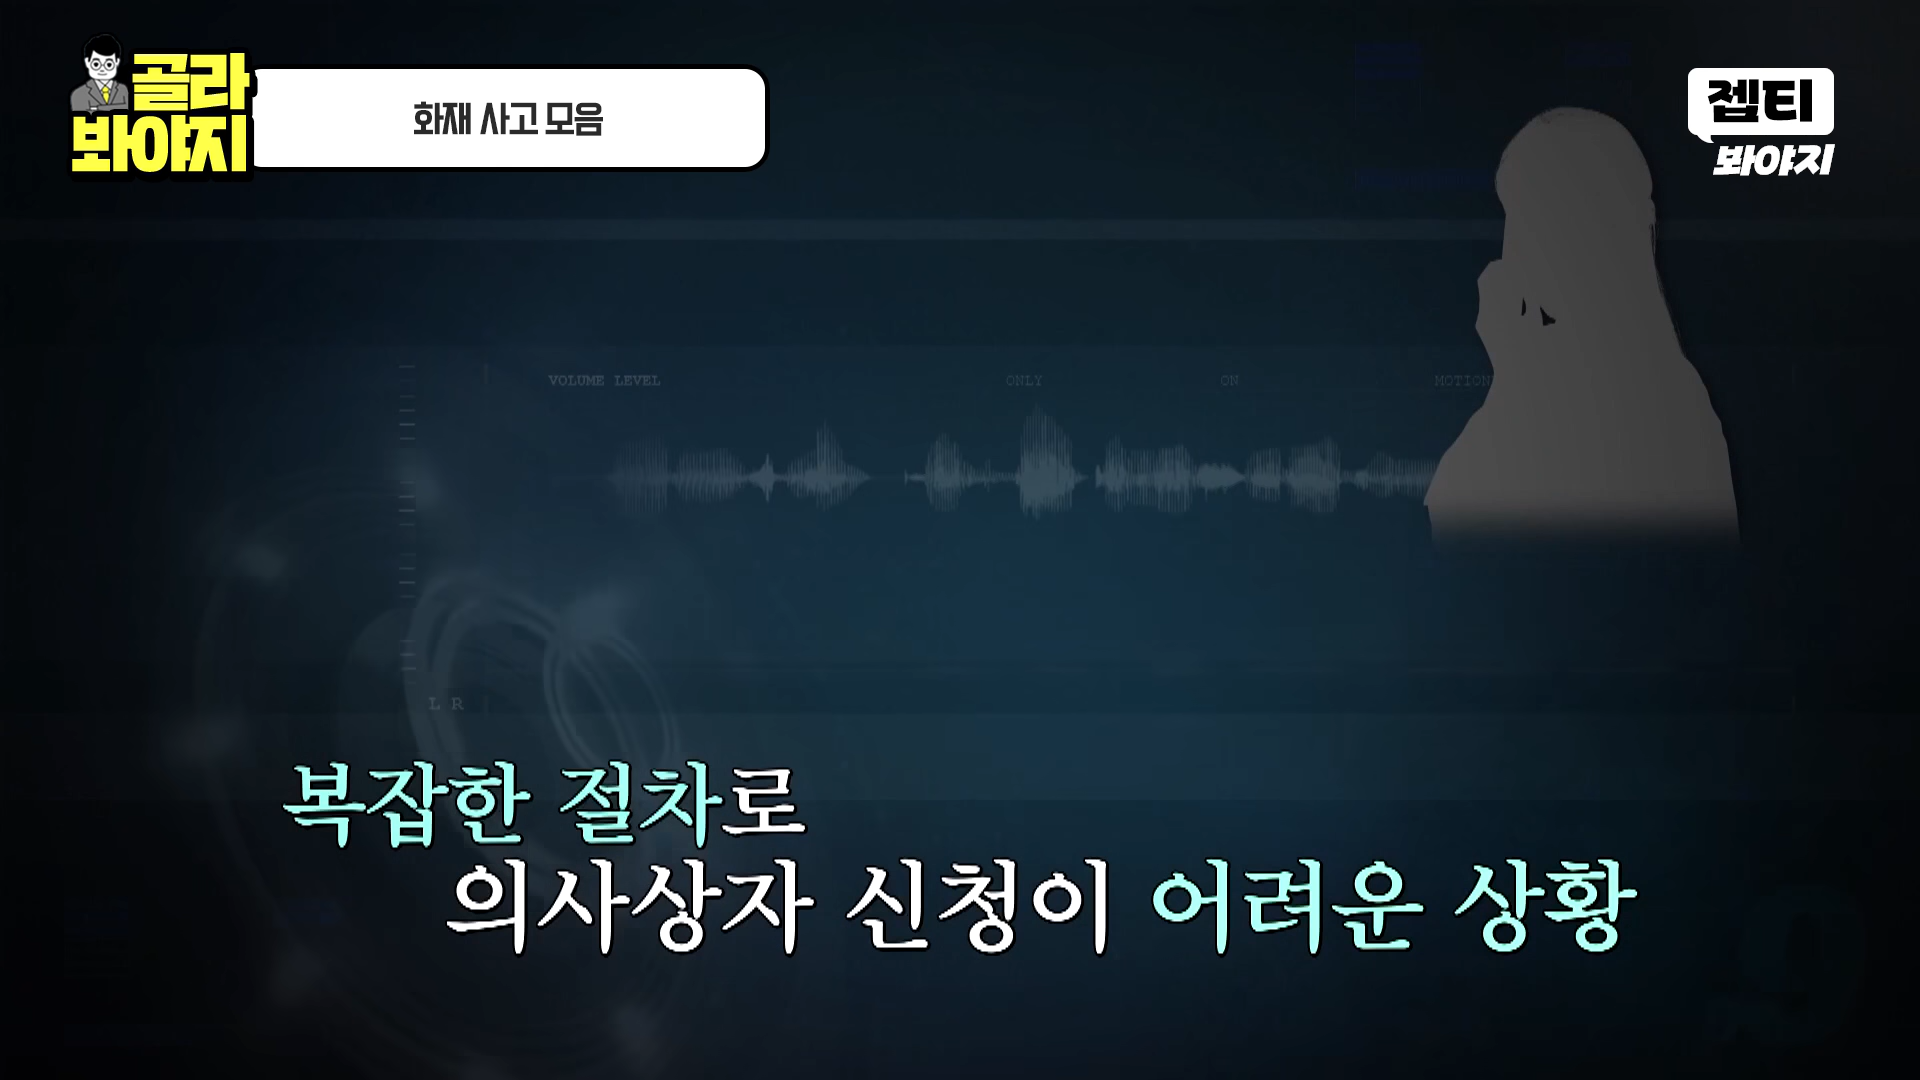 골라
봐야지
화재 사고 모음
젭티
봐야지
VOLUME LEVEL
ONLY
ON
MOTION
L R
복잡한 절차로
의사상자 신청이 어려운 상황